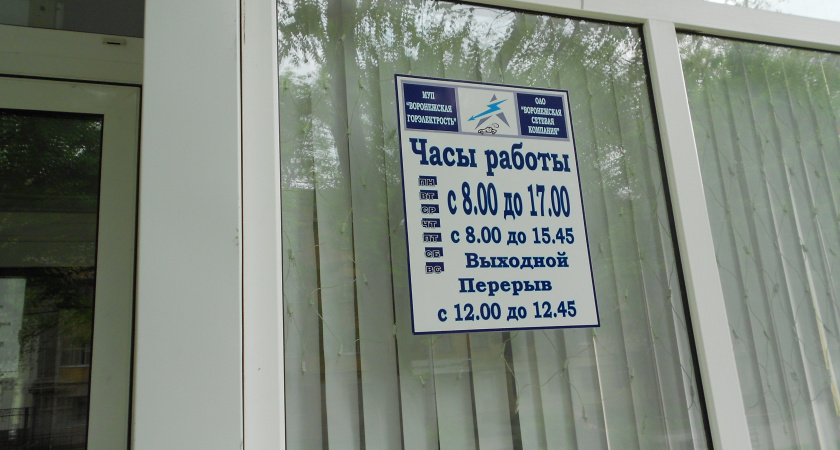 МУП
"ВОРОНЕЖСКАЯ
ГОРЭЛЕКТРОСТЬ"
ОАО
"ВОРОНЕЖСКАЯ
СЕТЕВАЯ
КОМПАНИЯ"
Часы работы
ПН
ВТ
СР
ЧТ
с 8.00 до 17.00
ПТ
с 8.00 до 15.45
СБ
ВС
Выходной
Перерыв
с 12.00 до 12.45